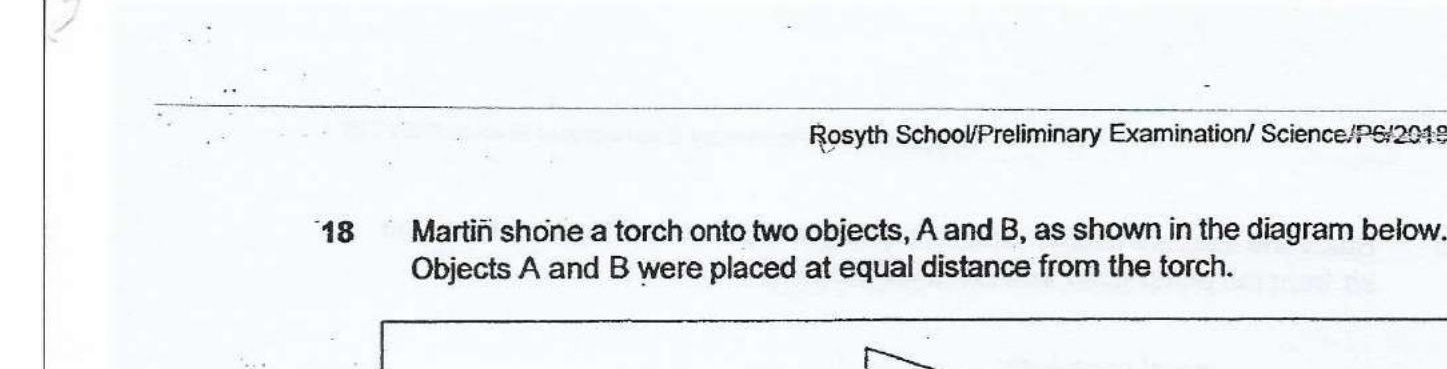 Rosyth School/Preliminary Examination/ Science/P6/2018
18 Martin shone a torch onto two objects, A and B, as shown in the diagram below.
Objects A and B were placed at equal distance from the torch.